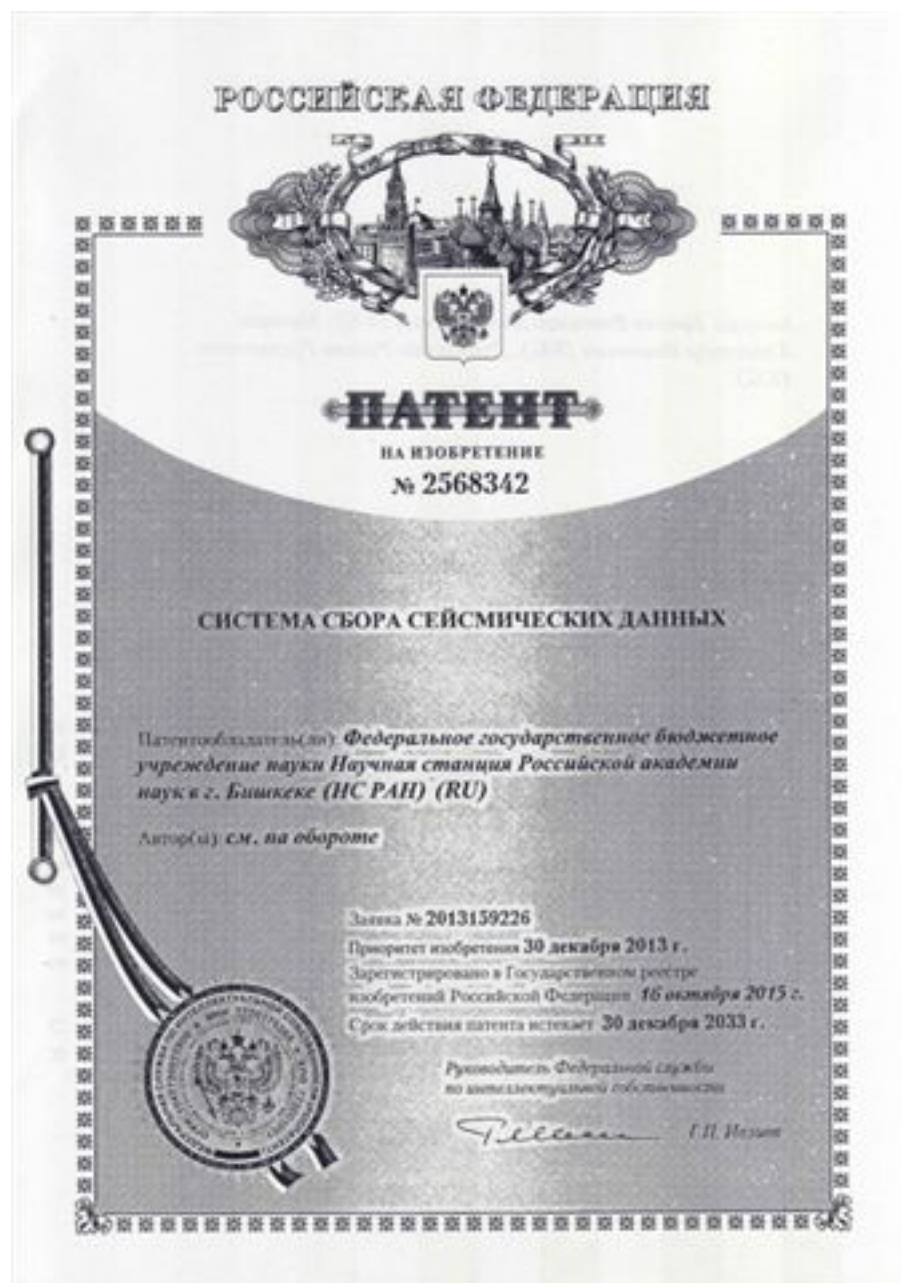 РОССИЙСКАЯ ФЕДЕРАЦИЯ
ПАТЕНТ
НА ИЗОБРЕТЕНИЕ
№ 2568342
СИСТЕМА СБОРА СЕЙСМИЧЕСКИХ ДАННЫХ
Патентообладатель(ли): Федеральное государственное бюджетное
учреждение науки Научная станция Российской академии
наук в г. Бишкеке (НС РАН) (RU)
Автор(ы): см. на обороте
Заявка № 2013159226
Приоритет изобретения 30 декабря 2013 г.
Зарегистрировано в Государственном реестре
изобретений Российской Федерации 16 октября 2015 г.
Срок действия патента истекает 30 декабря 2033 г.
Руководитель Федеральной службы
по интеллектуальной собственности
Г.П. Ивлиев